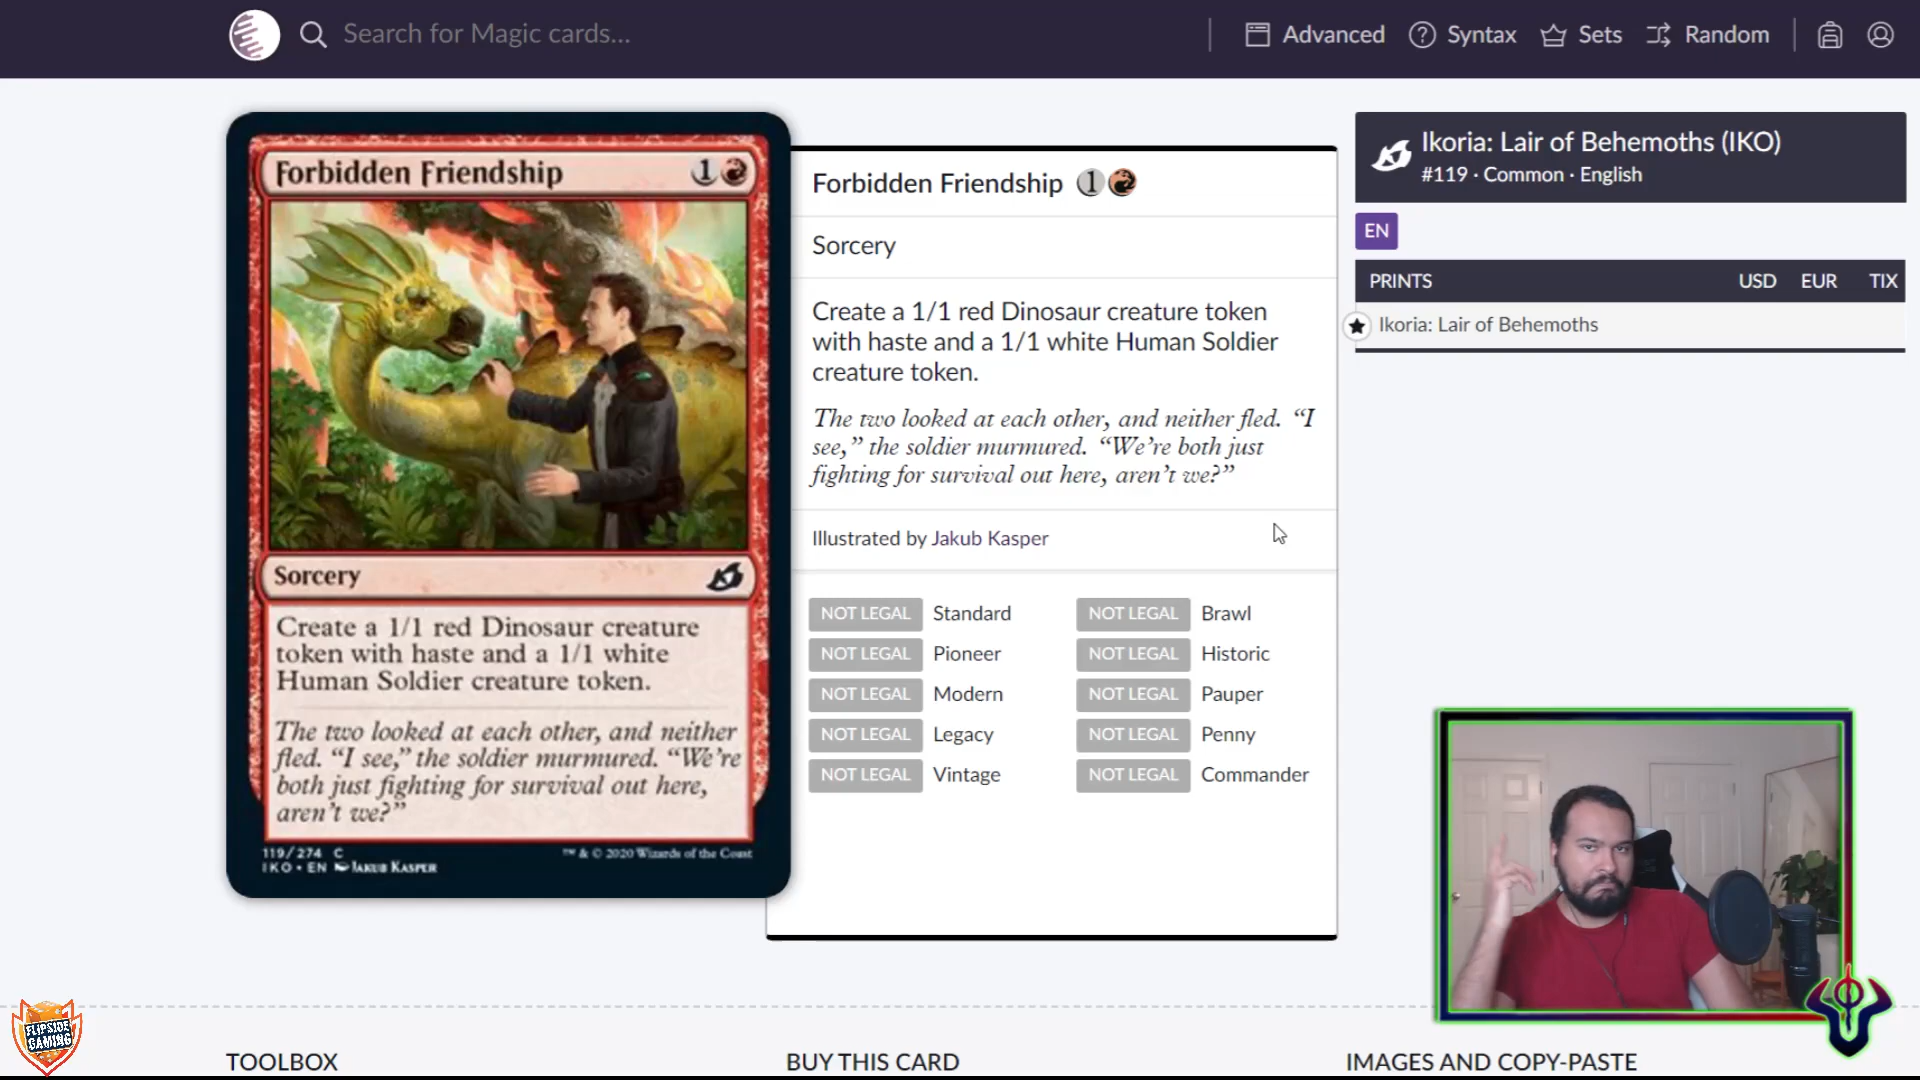 Search for Magic cards...
Advanced
Syntax
Sets
Random
Forbidden Friendship 1
Sorcery
Create a 1/1 red Dinosaur creature
token with haste and a 1/1 white
Human Soldier creature token.
The two looked at each other, and neither
fled. “I see,” the soldier murmured. “We’re
both just fighting for survival out here,
aren’t we?”
119/274 C
IKO • EN Jakub Kasper
™ & © 2020 Wizards of the Coast
Forbidden Friendship 1
Sorcery
Create a 1/1 red Dinosaur creature token
with haste and a 1/1 white Human Soldier
creature token.
The two looked at each other, and neither fled. “I
see,” the soldier murmured. “We’re both just
fighting for survival out here, aren’t we?”
Illustrated by Jakub Kasper
NOT LEGAL Standard NOT LEGAL Brawl
NOT LEGAL Pioneer NOT LEGAL Historic
NOT LEGAL Modern NOT LEGAL Pauper
NOT LEGAL Legacy NOT LEGAL Penny
NOT LEGAL Vintage NOT LEGAL Commander
Ikoria: Lair of Behemoths (IKO)
#119 · Common · English
EN
PRINTS USD EUR TIX
Ikoria: Lair of Behemoths
FLIPSIDE
GAMING
TOOLBOX
BUY THIS CARD
IMAGES AND COPY-PASTE